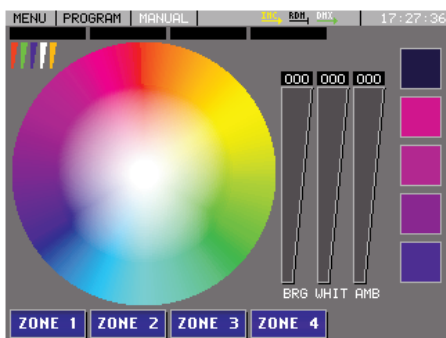 MENU PROGRAM MANUAL IMC RDM DMX 17:27:36
000 000 000
BRG WHIT AMB
ZONE 1 ZONE 2 ZONE 3 ZONE 4